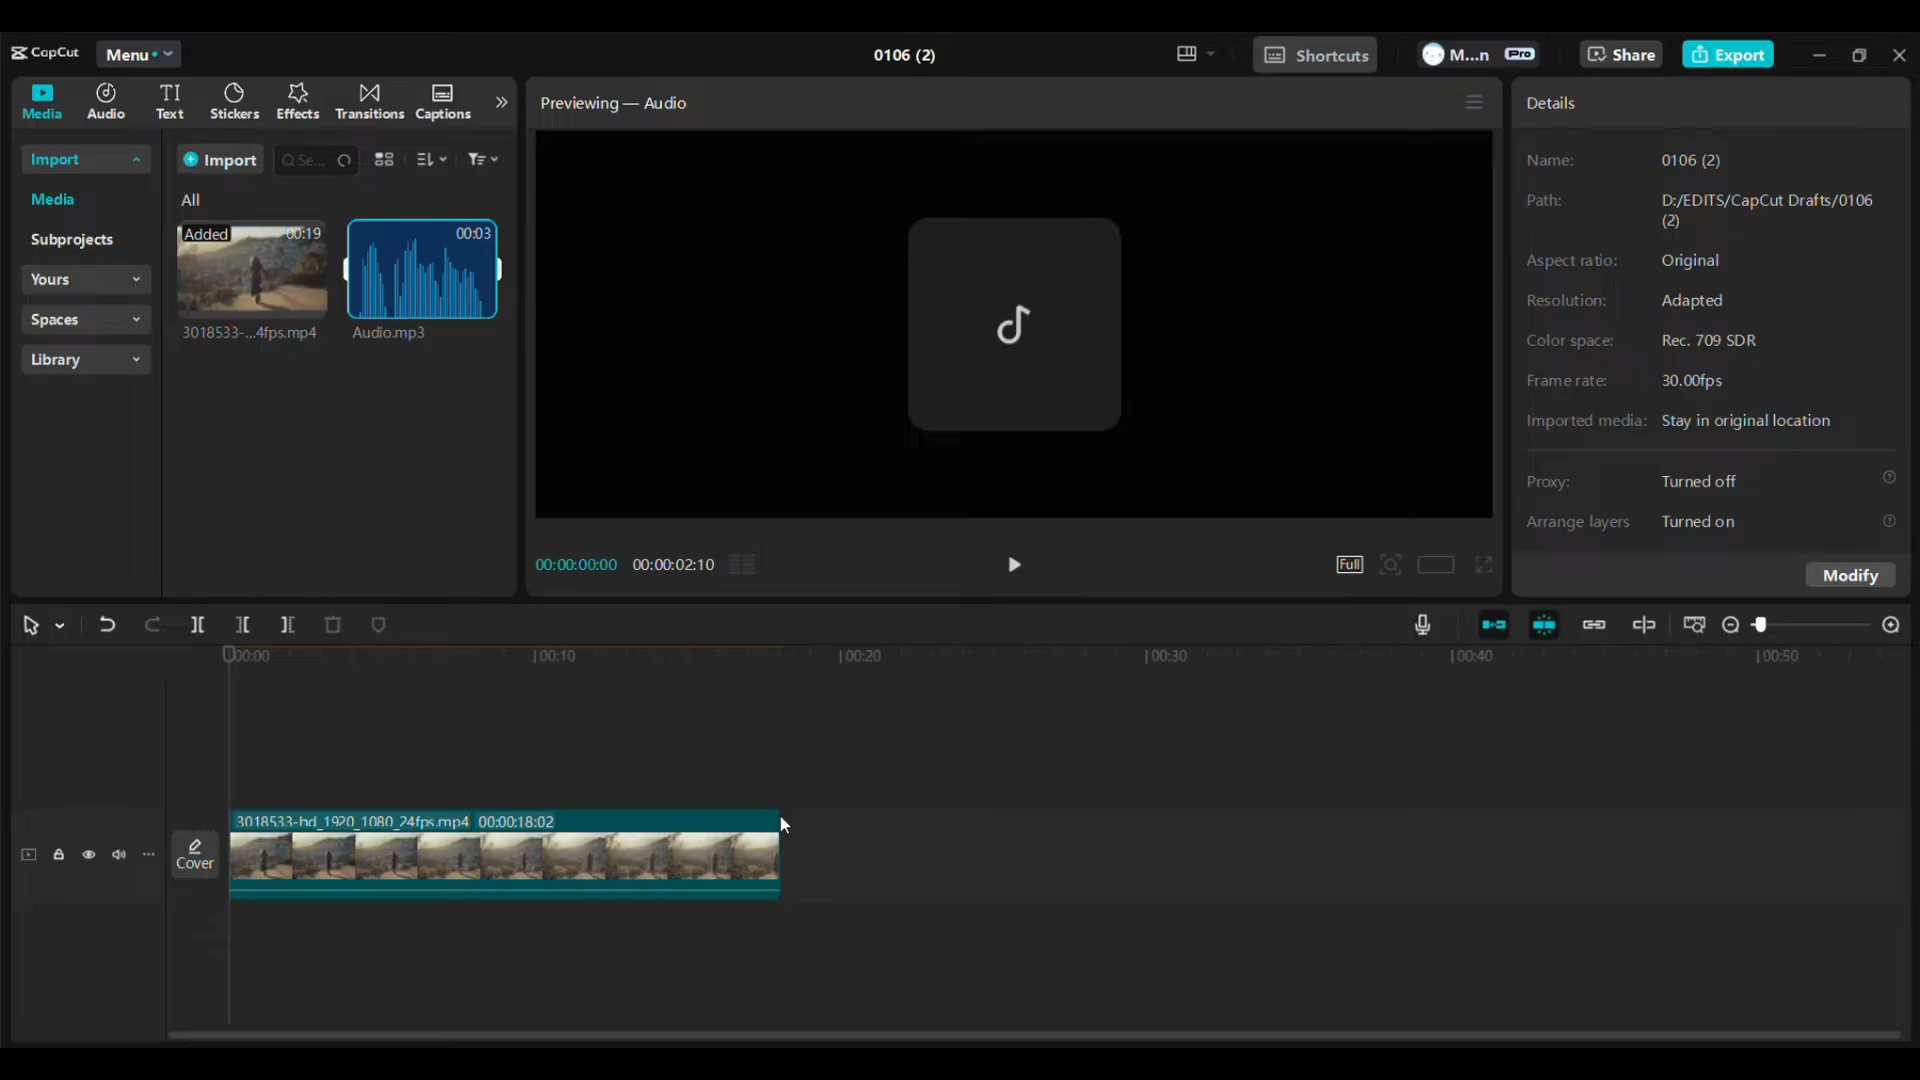 CapCut
Menu
0106 (2)
Shortcuts
M...n
Pro
Share
Export
Media
Audio
Text
Stickers
Effects
Transitions
Captions
Previewing — Audio
Details
Import
Import
Se...
Media
All
Subprojects
Added
00:19
00:03
Yours
Spaces
3018533-...4fps.mp4
Audio.mp3
Library
Name:
0106 (2)
Path:
D:/EDITS/CapCut Drafts/0106
(2)
Aspect ratio:
Original
Resolution:
Adapted
Color space:
Rec. 709 SDR
Frame rate:
30.00fps
Imported media:
Stay in original location
Proxy:
Turned off
Arrange layers
Turned on
Modify
00:00:00:00
00:00:02:10
Full
00:00
00:10
00:20
00:30
00:40
00:50
3018533-hd_1920_1080_24fps.mp4 00:00:18:02
Cover